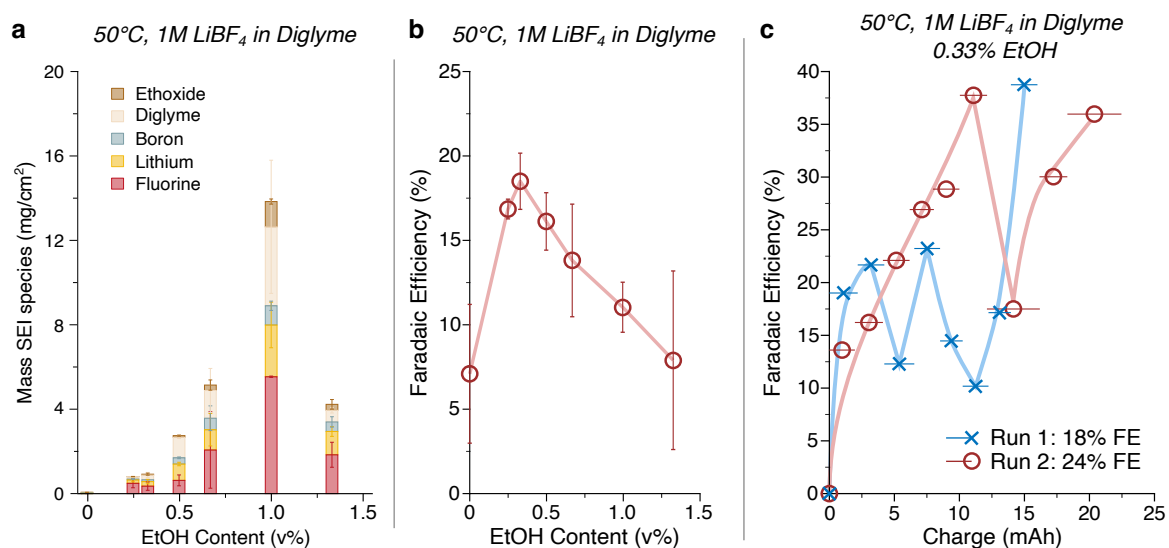 a
50°C, 1M LiBF₄ in Diglyme
Mass SEI species (mg/cm²)
20
16
12
8
4
0
Ethoxide
Diglyme
Boron
Lithium
Fluorine
0
0.5
1.0
1.5
EtOH Content (v%)
b
50°C, 1M LiBF₄ in Diglyme
Faradaic Efficiency (%)
25
20
15
10
5
0
0
0.5
1.0
1.5
EtOH Content (v%)
c
50°C, 1M LiBF₄ in Diglyme
0.33% EtOH
Faradaic Efficiency (%)
40
35
30
25
20
15
10
5
0
Run 1: 18% FE
Run 2: 24% FE
0
5
10
15
20
25
Charge (mAh)